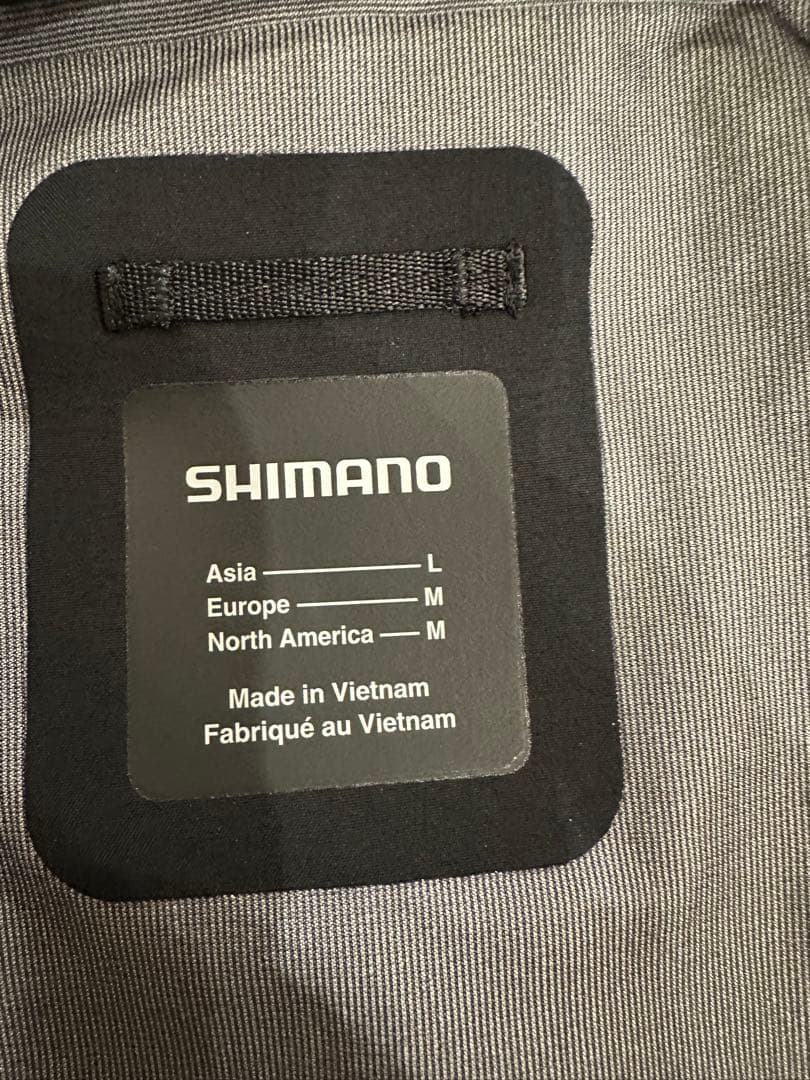 SHIMANO
Asia L
Europe M
North America M
Made in Vietnam
Fabriqué au Vietnam